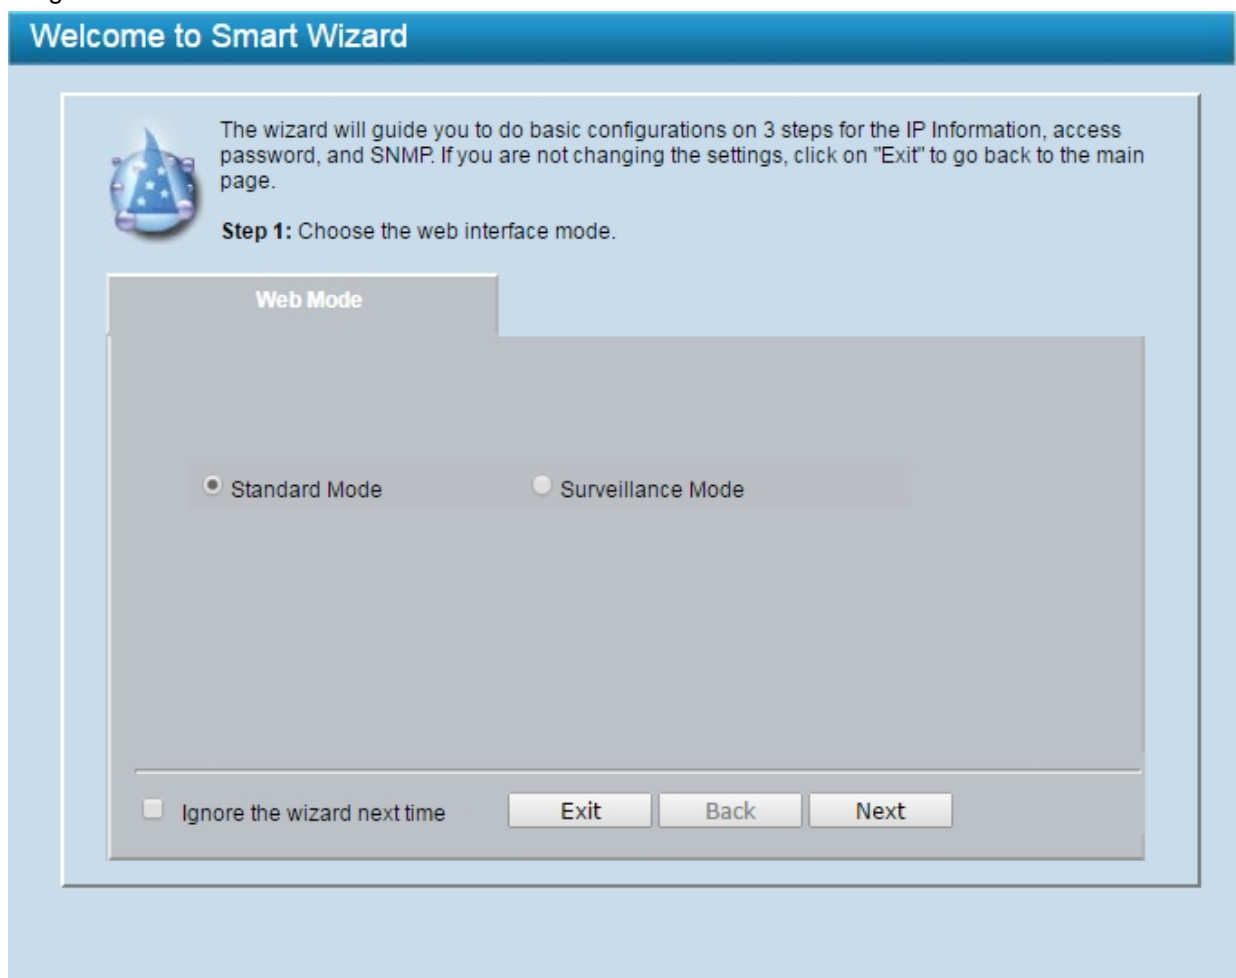 Welcome to Smart Wizard
The wizard will guide you to do basic configurations on 3 steps for the IP Information, access
password, and SNMP. If you are not changing the settings, click on "Exit" to go back to the main
page.
Step 1: Choose the web interface mode.
Web Mode
Standard Mode Surveillance Mode
Ignore the wizard next time Exit Back Next